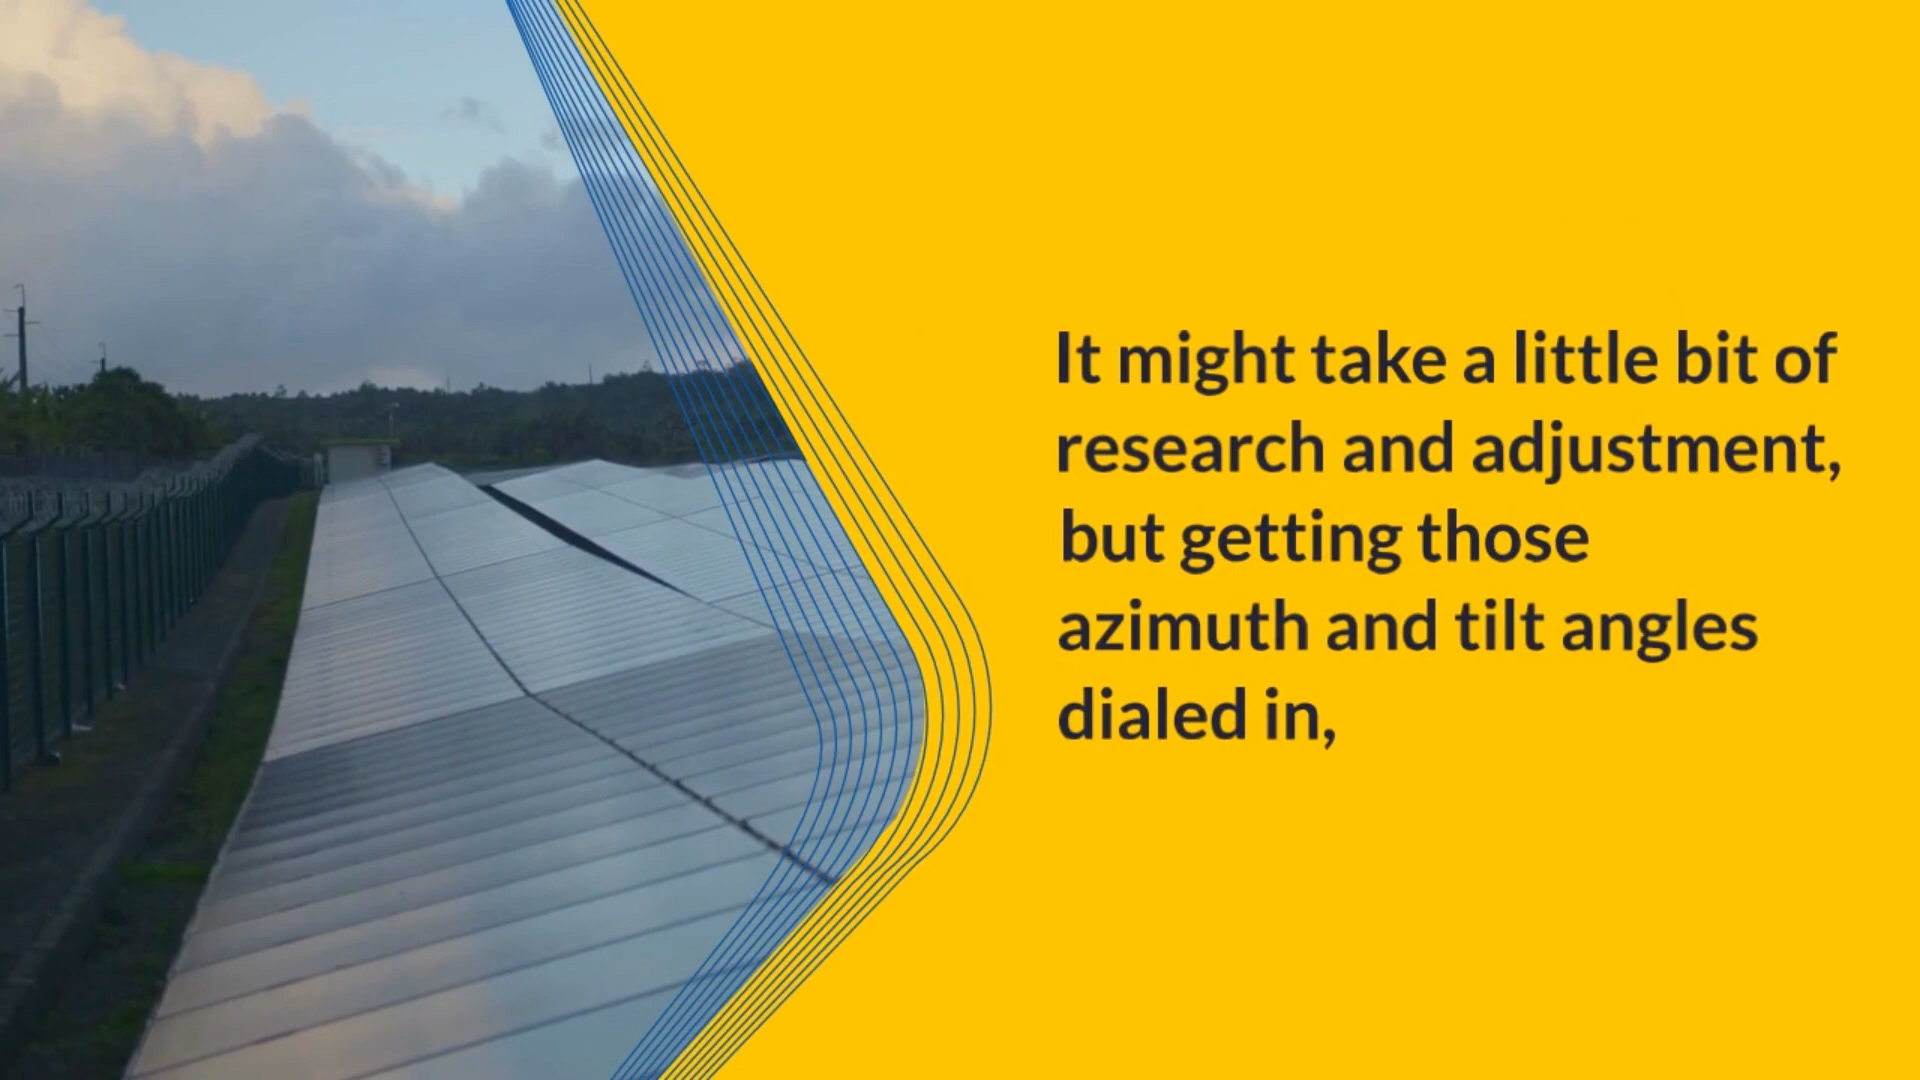 It might take a little bit of
research and adjustment,
but getting those
azimuth and tilt angles
dialed in,